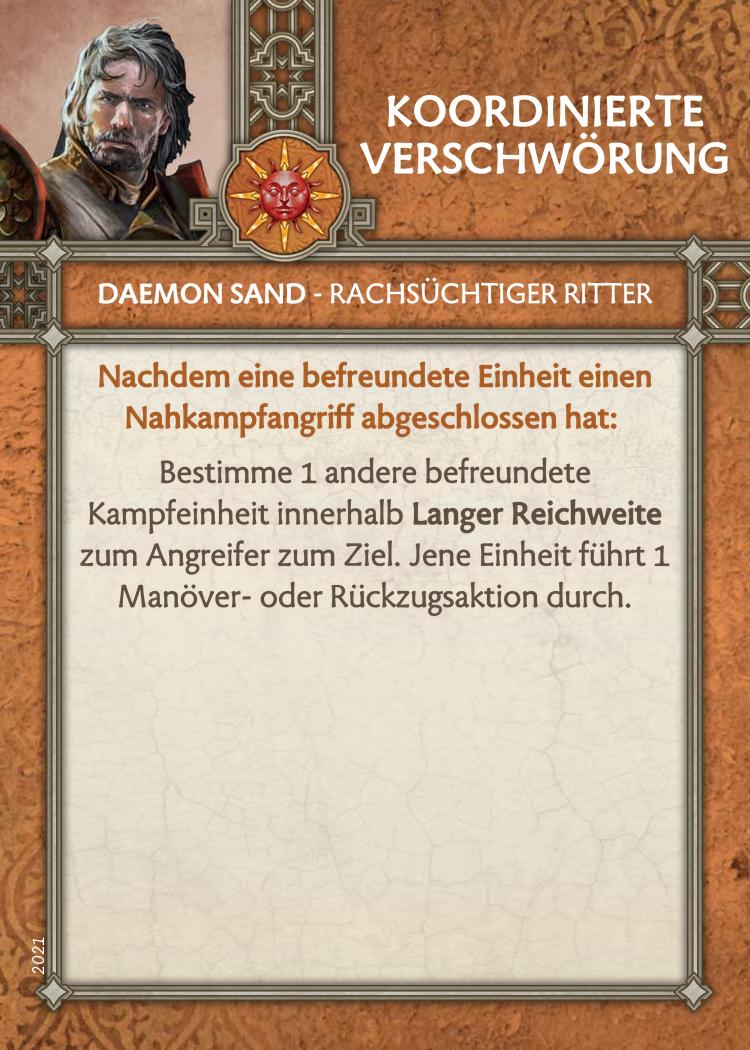 KOORDINIERTE
VERSCHWÖRUNG
DAEMON SAND - RACHSÜCHTIGER RITTER
Nachdem eine befreundete Einheit einen
Nahkampfangriff abgeschlossen hat:
Bestimme 1 andere befreundete
Kampfeinheit innerhalb Langer Reichweite
zum Angreifer zum Ziel. Jene Einheit führt 1
Manöver- oder Rückzugsaktion durch.
2021